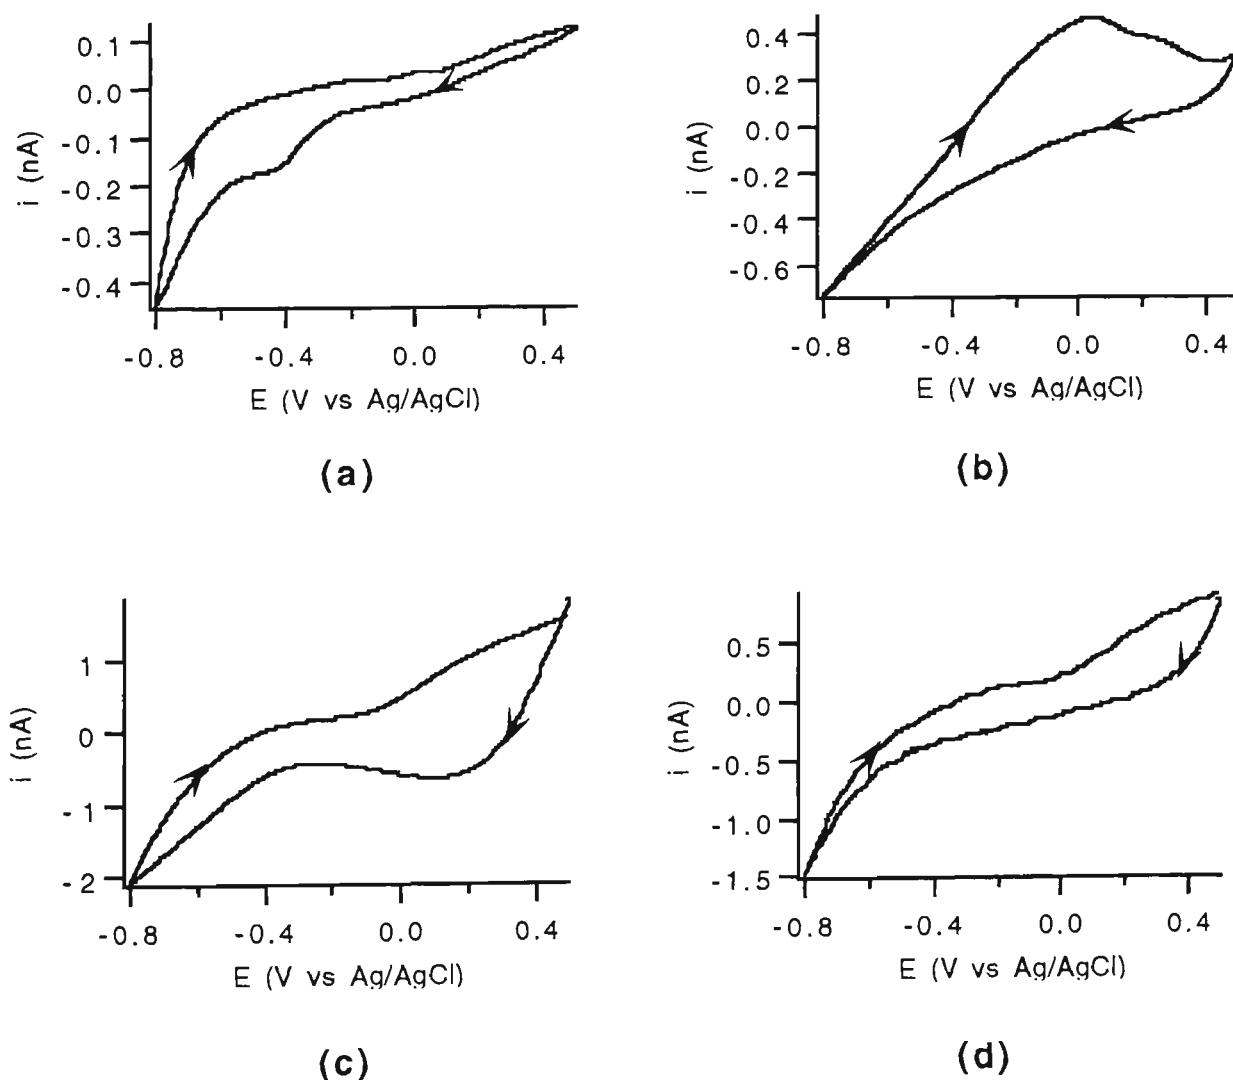 0.1
0.0
-0.1
-0.2
-0.3
-0.4
i (nA)
-0.8 -0.4 0.0 0.4
E (V vs Ag/AgCl)
(a)
0.4
0.2
0.0
-0.2
-0.4
-0.6
i (nA)
-0.8 -0.4 0.0 0.4
E (V vs Ag/AgCl)
(b)
1
0
-1
-2
i (nA)
-0.8 -0.4 0.0 0.4
E (V vs Ag/AgCl)
(c)
0.5
0.0
-0.5
-1.0
-1.5
i (nA)
-0.8 -0.4 0.0 0.4
E (V vs Ag/AgCl)
(d)